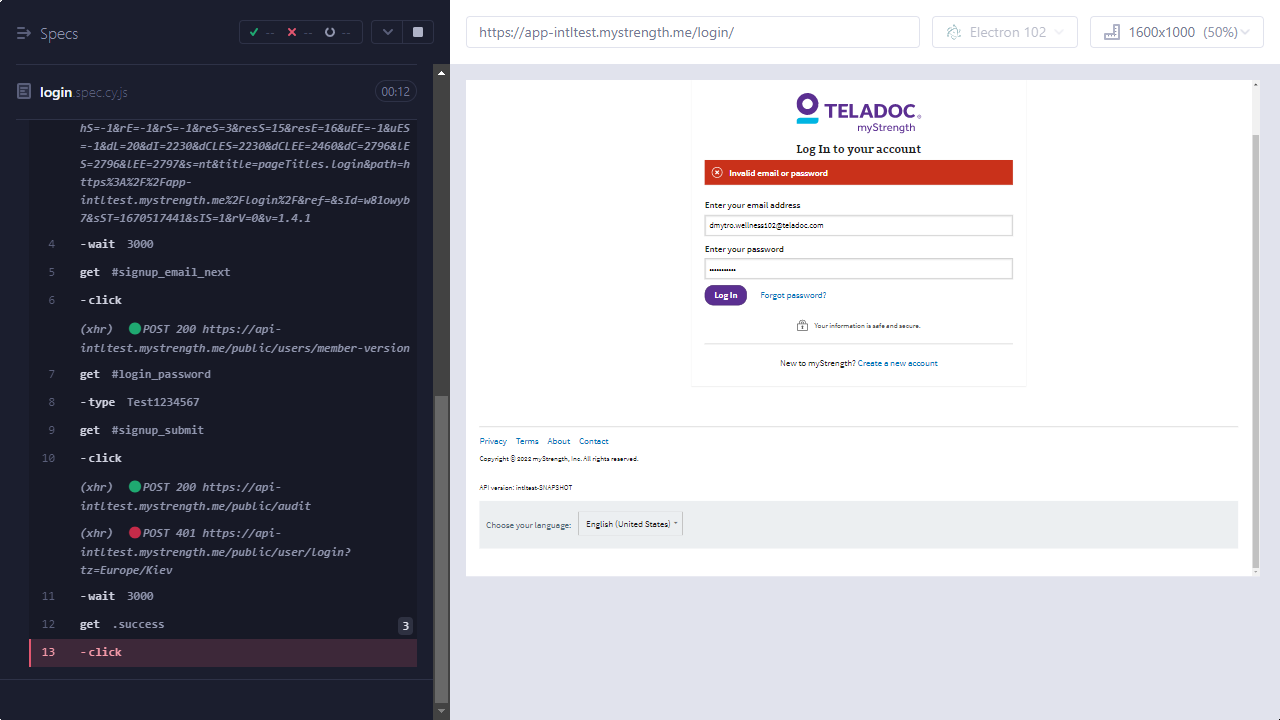 Specs
-- -- --
login.spec.cy.js 00:12
hS=-1&rE=-1&rS=-1&reS=3&resS=15&resE=16&uEE=-1&uES
=-1&dL=20&dI=2230&dCLES=2230&dCLEE=2460&dC=2796&lE
S=2796&lEE=2797&s=nt&title=pageTitles.login&path=h
ttps%3A%2F%2Fapp-
intltest.mystrength.me%2Flogin%2F&ref=&sId=w81owyb
7&sST=1670517441&sIS=1&rV=0&v=1.4.1
4 -wait 3000
5 get #signup_email_next
6 -click
(xhr) POST 200 https://api-
intltest.mystrength.me/public/users/member-version
7 get #login_password
8 -type Test1234567
9 get #signup_submit
10 -click
(xhr) POST 200 https://api-
intltest.mystrength.me/public/audit
(xhr) POST 401 https://api-
intltest.mystrength.me/public/user/login?
tz=Europe/Kiev
11 -wait 3000
12 get .success 3
13 -click
https://app-intltest.mystrength.me/login/
Electron 102
1600x1000 (50%)
TELADOC
myStrength
Log In to your account
Invalid email or password
Enter your email address
dmytro.wellness102@teladoc.com
Enter your password
•••••••••••
Log In Forgot password?
Your information is safe and secure.
New to myStrength? Create a new account
Privacy Terms About Contact
Copyright © 2022 myStrength, Inc. All rights reserved.
API version: intltest-SNAPSHOT
Choose your language: English (United States)